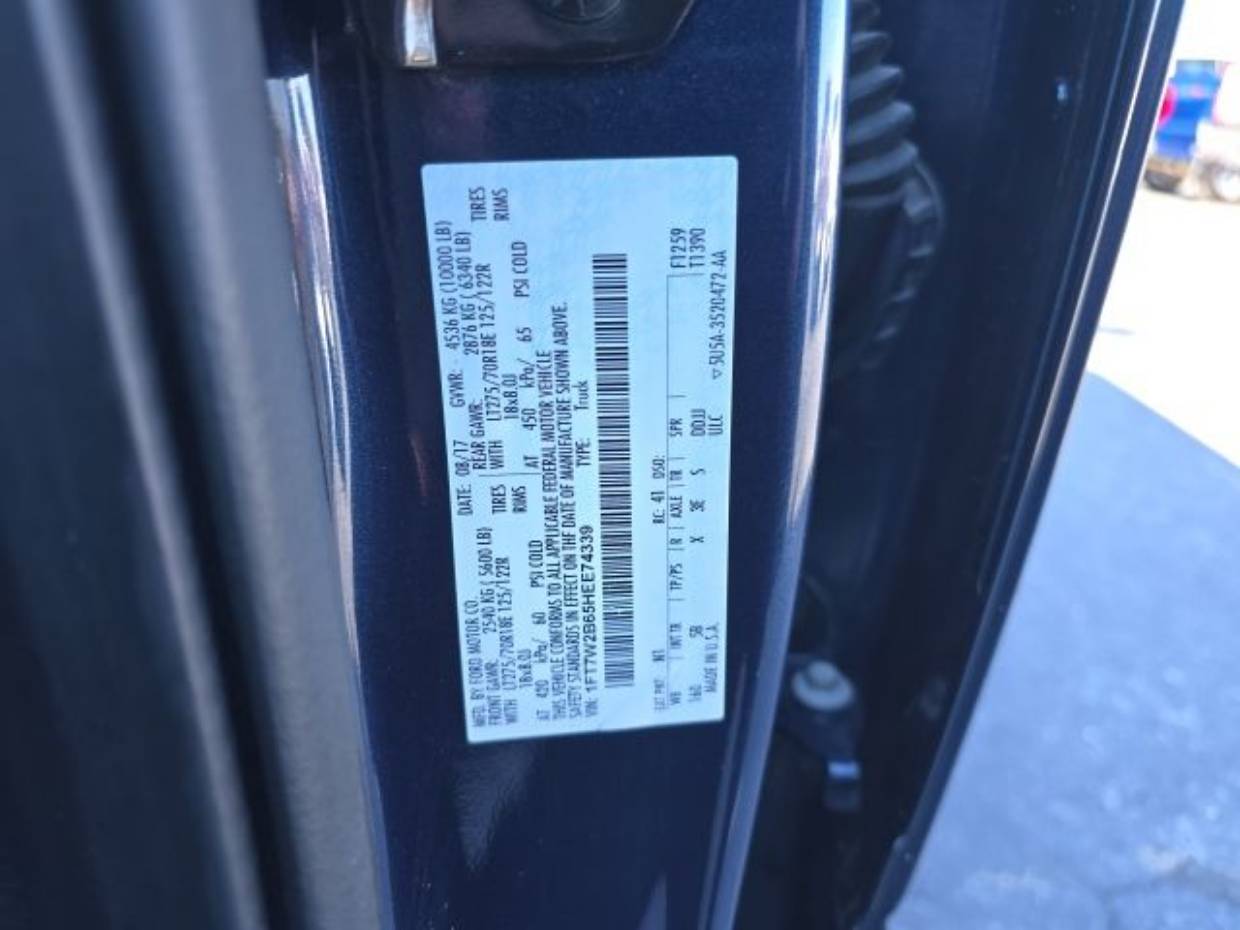 MFD. BY FORD MOTOR CO. DATE: 08/17 GVWR: 4536 KG (10000 LB)
FRONT GAWR: 2540 KG ( 5600 LB) REAR GAWR: 2876 KG ( 6340 LB)
WITH LT275/70R18E 125/122R TIRES WITH LT275/70R18E 125/122R TIRES
18x8.0J RIMS 18x8.0J RIMS
AT 420 kPa/ 60 PSI COLD AT 450 kPa/ 65 PSI COLD
THIS VEHICLE CONFORMS TO ALL APPLICABLE FEDERAL MOTOR VEHICLE
SAFETY STANDARDS IN EFFECT ON THE DATE OF MANUFACTURE SHOWN ABOVE.
VIN: 1FT7W2B65HEE74339 TYPE: Truck
EXT PNT: N1 RC: 41 DSO:
WB INT TR TP/PS R AXLE TR SPR F1259
160 5B X 3E S DDJJ T1390
MADE IN U.S.A. ULC ▽5U5A-3520472-AA